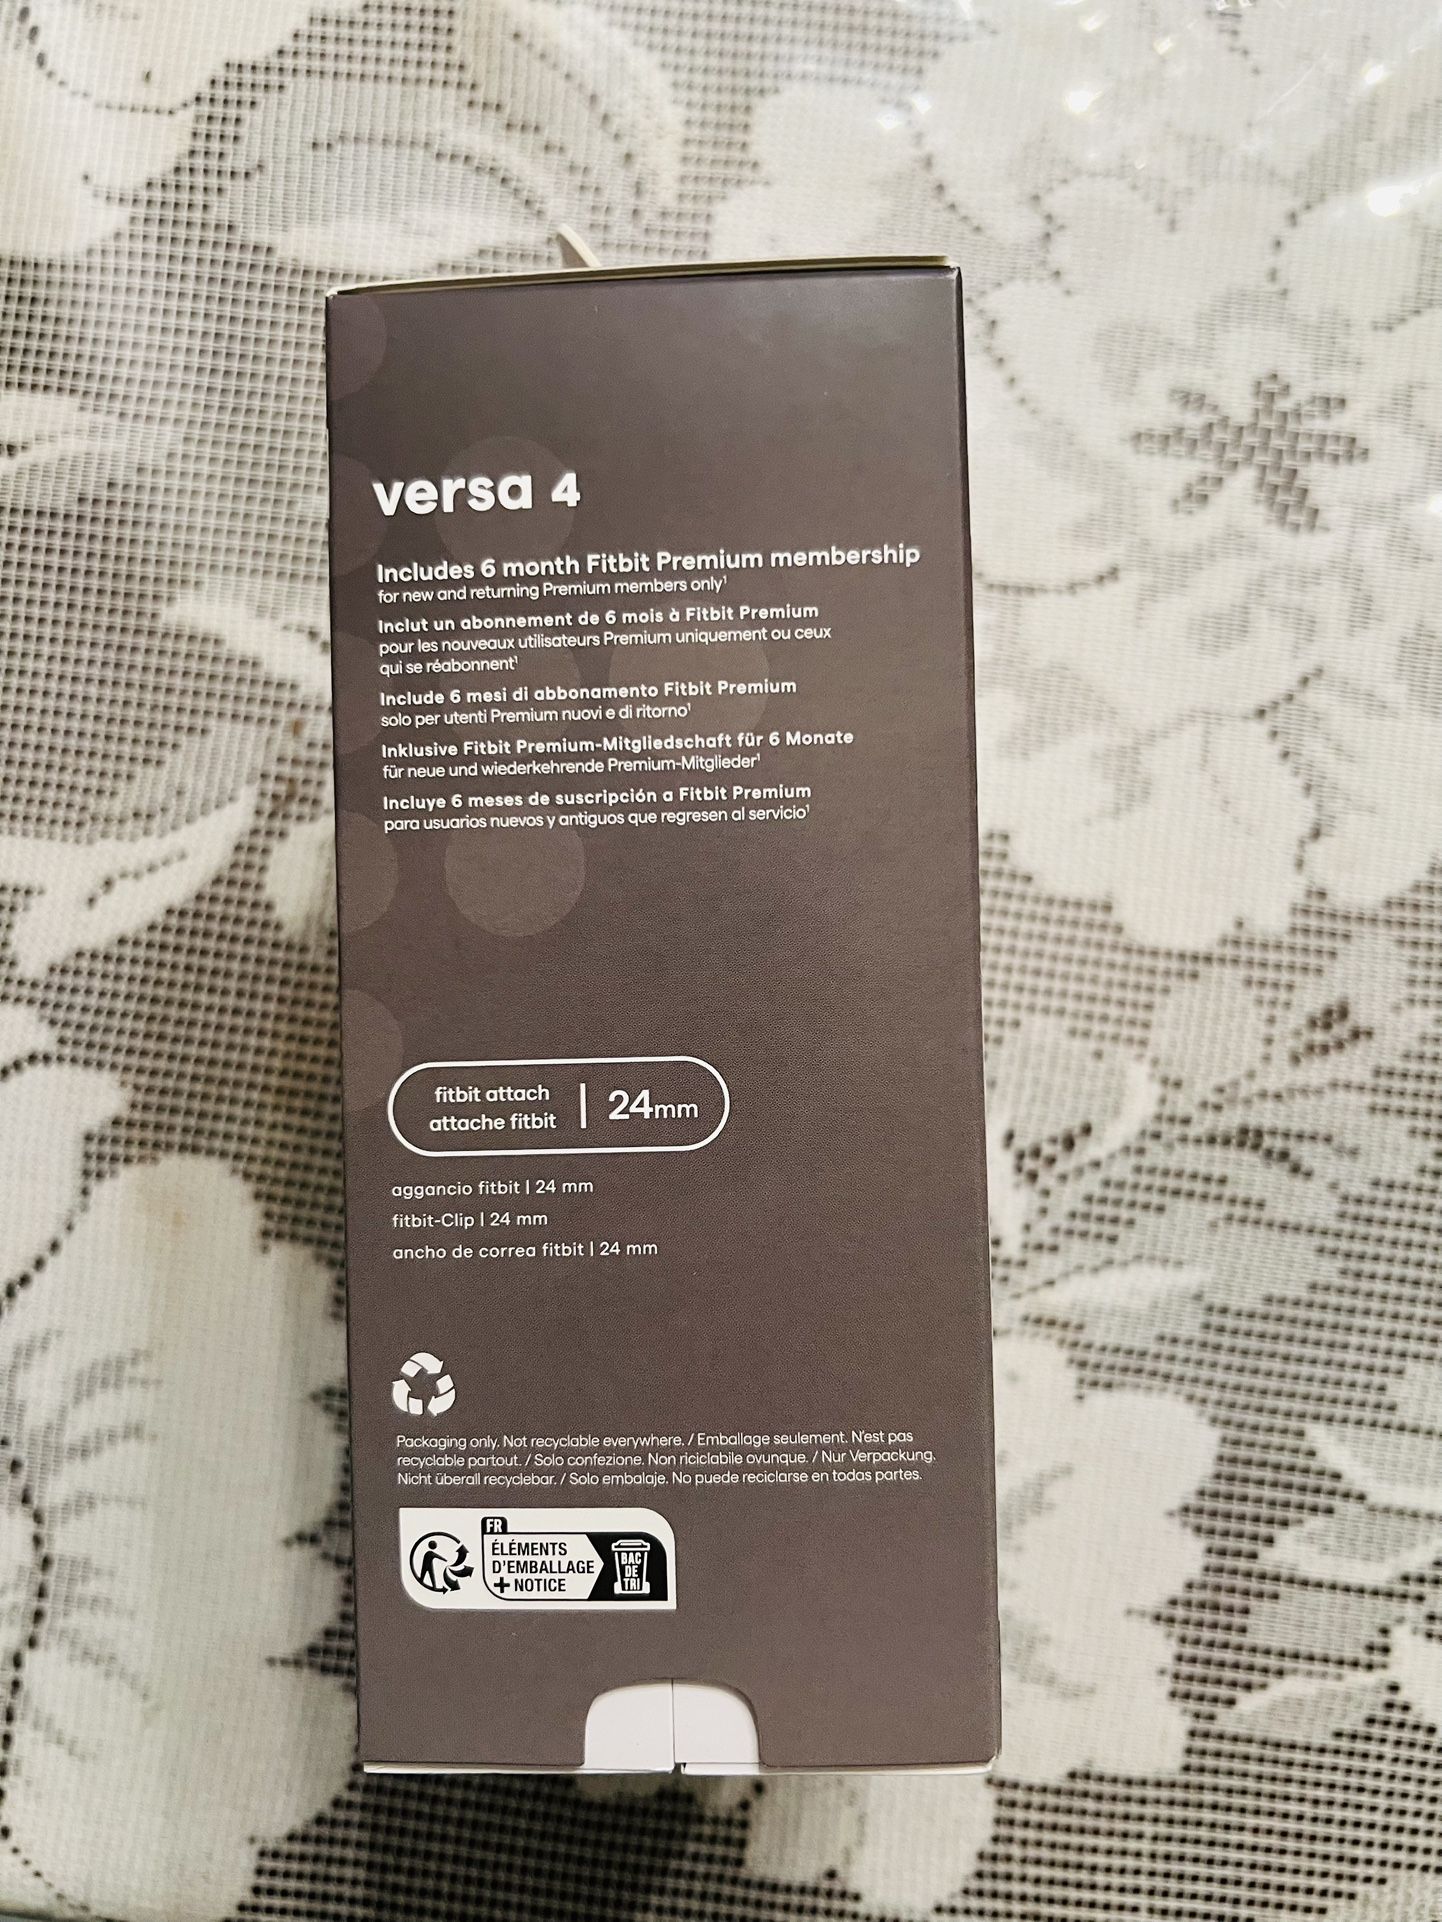 versa 4
Includes 6 month Fitbit Premium membership
for new and returning Premium members only¹
Inclut un abonnement de 6 mois à Fitbit Premium
pour les nouveaux utilisateurs Premium uniquement ou ceux
qui se réabonnent¹
Include 6 mesi di abbonamento Fitbit Premium
solo per utenti Premium nuovi e di ritorno¹
Inklusive Fitbit Premium-Mitgliedschaft für 6 Monate
für neue und wiederkehrende Premium-Mitglieder¹
Incluye 6 meses de suscripción a Fitbit Premium
para usuarios nuevos y antiguos que regresen al servicio¹
fitbit attach
attache fitbit
24mm
aggancio fitbit | 24 mm
fitbit-Clip | 24 mm
ancho de correa fitbit | 24 mm
Packaging only. Not recyclable everywhere. / Emballage seulement. N'est pas
recyclable partout. / Solo confezione. Non riciclabile ovunque. / Nur Verpackung.
Nicht überall recyclebar. / Solo embalaje. No puede reciclarse en todas partes.
FR
ÉLÉMENTS
D'EMBALLAGE
+ NOTICE
BAC
DE
TRI